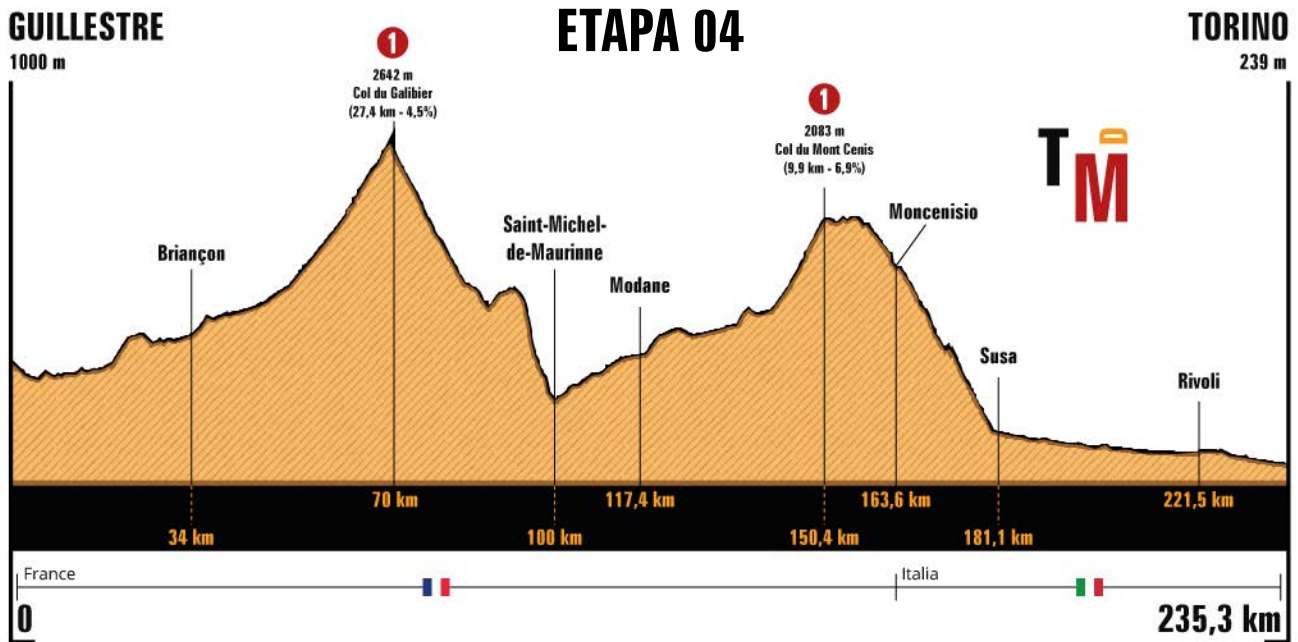 GUILLESTRE
1000 m
ETAPA 04
TORINO
239 m
1
2642 m
Col du Galibier
(27,4 km - 4,5%)
1
2083 m
Col du Mont Cenis
(9,9 km - 6,9%)
T
D
M
Briançon
Saint-Michel-
de-Maurinne
Modane
Moncenisio
Susa
Rivoli
70 km
117,4 km
163,6 km
221,5 km
34 km
100 km
150,4 km
181,1 km
France
Italia
0
235,3 km